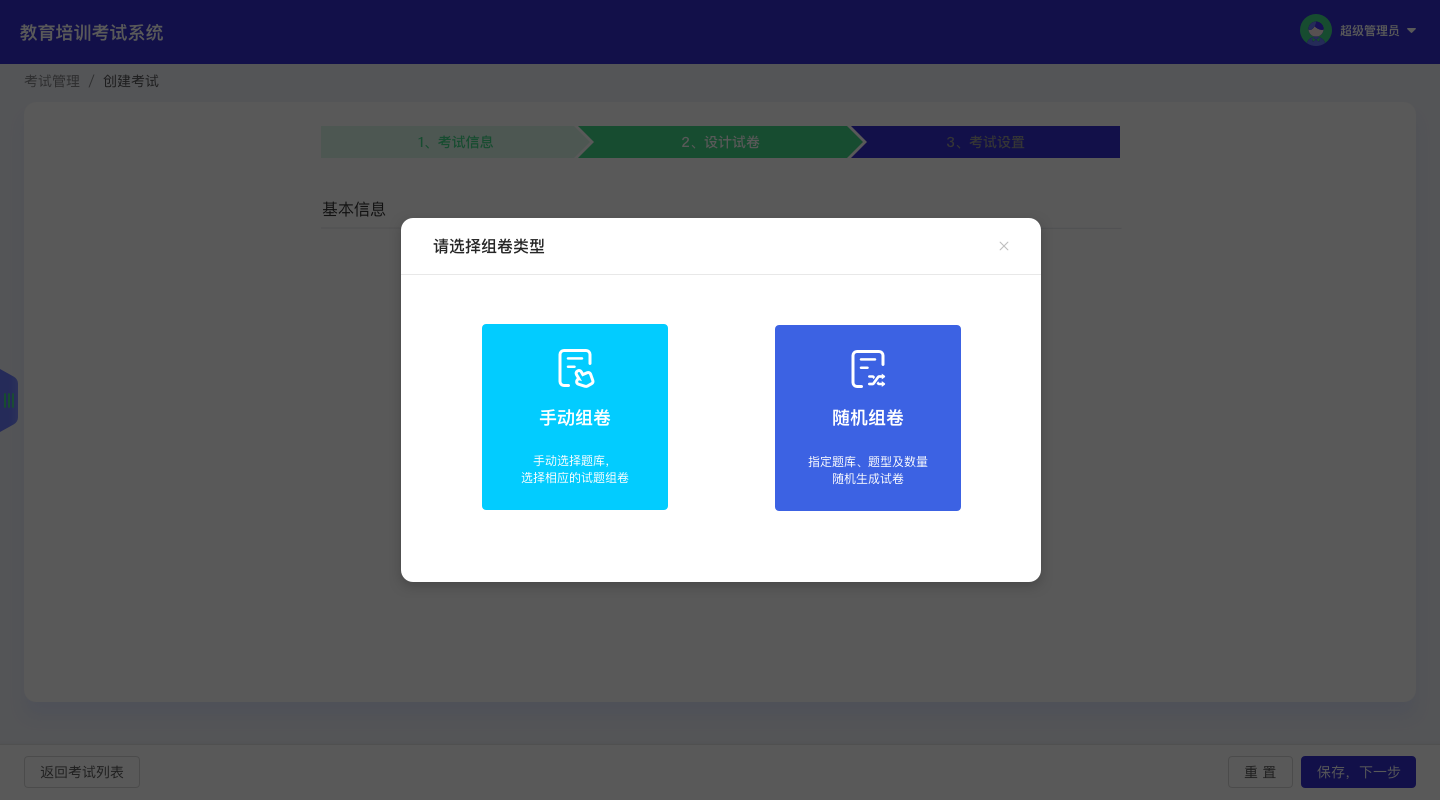 教育培训考试系统
超级管理员
考试管理 / 创建考试
1、考试信息
2、设计试卷
3、考试设置
基本信息
请选择组卷类型
手动组卷
手动选择题库，
选择相应的试题组卷
随机组卷
指定题库、题型及数量
随机生成试卷
返回考试列表
重 置
保存，下一步